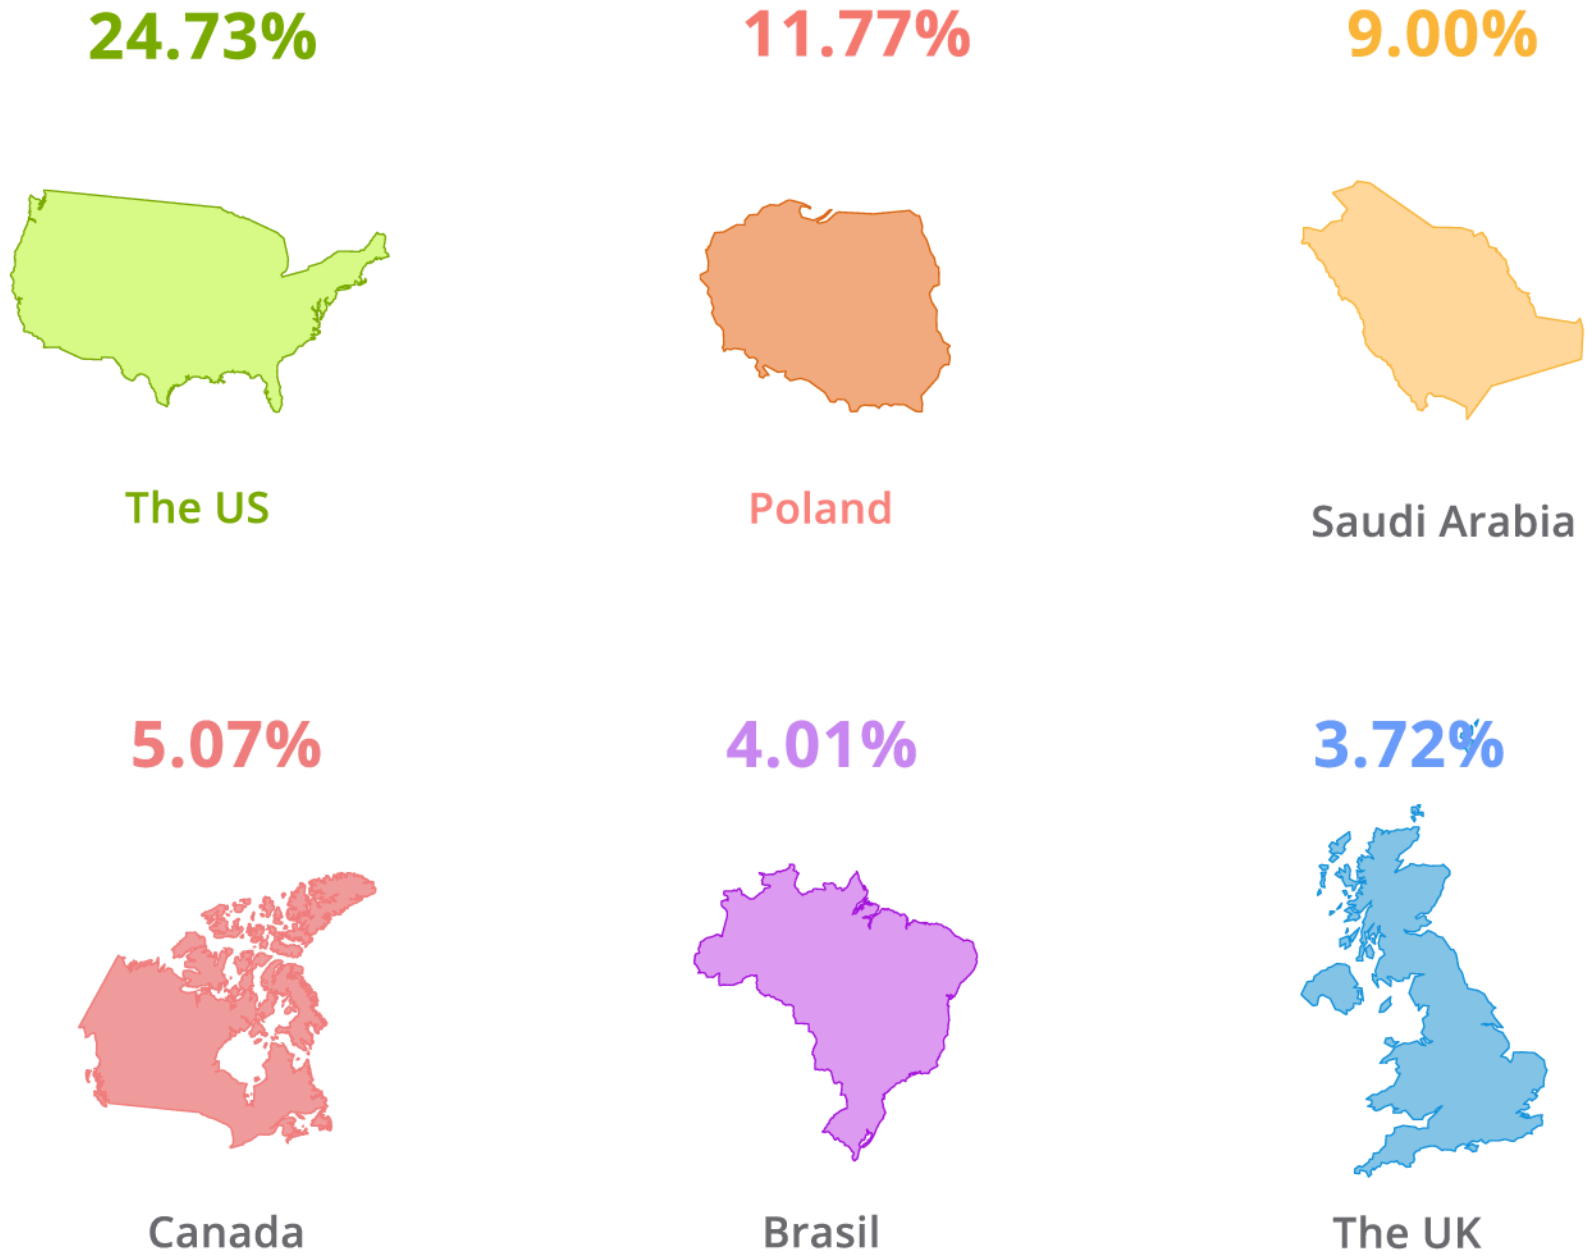 24.73%
11.77%
9.00%
The US
Poland
Saudi Arabia
5.07%
4.01%
3.72%
Canada
Brasil
The UK